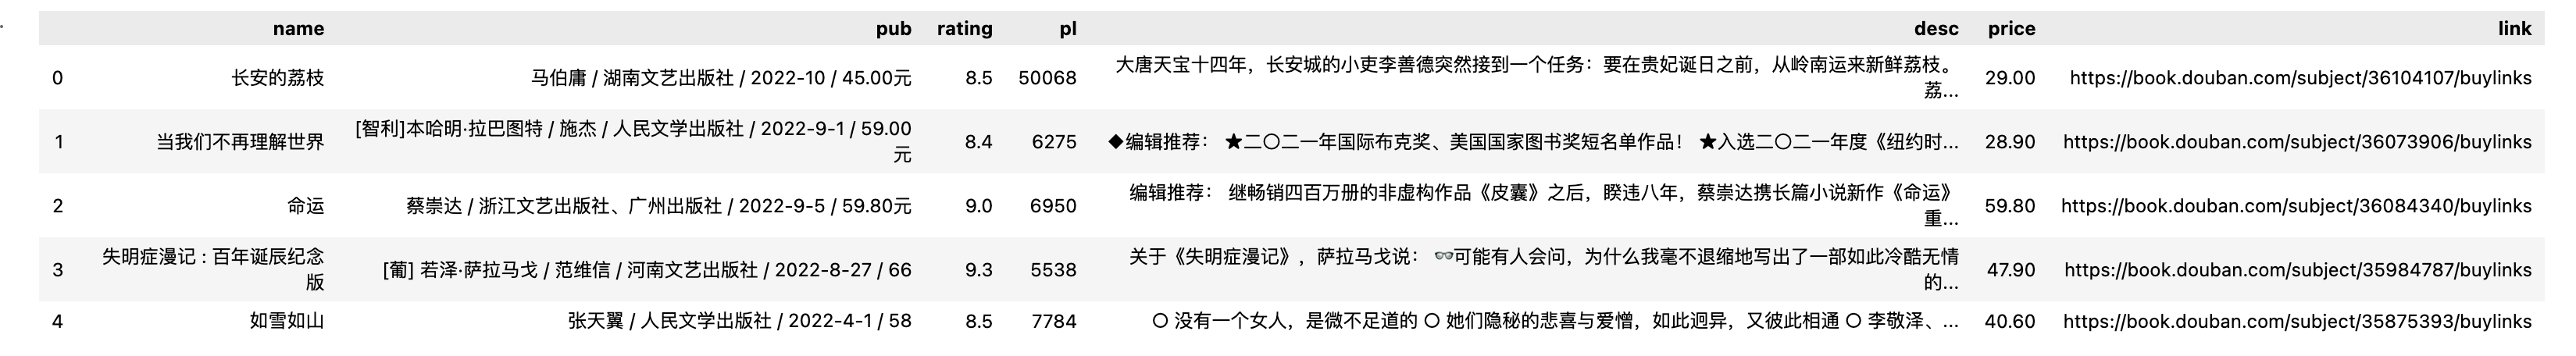 name pub rating pl desc price link
0 长安的荔枝 马伯庸 / 湖南文艺出版社 / 2022-10 / 45.00元 8.5 50068 大唐天宝十四年，长安城的小吏李善德突然接到一个任务：要在贵妃诞日之前，从岭南运来新鲜荔枝。
荔... 29.00 https://book.douban.com/subject/36104107/buylinks
1 当我们不再理解世界 [智利]本哈明·拉巴图特 / 施杰 / 人民文学出版社 / 2022-9-1 / 59.00
元 8.4 6275 ◆编辑推荐： ★二〇二一年国际布克奖、美国国家图书奖短名单作品！ ★入选二〇二一年度《纽约时... 28.90 https://book.douban.com/subject/36073906/buylinks
2 命运 蔡崇达 / 浙江文艺出版社、广州出版社 / 2022-9-5 / 59.80元 9.0 6950 编辑推荐： 继畅销四百万册的非虚构作品《皮囊》之后，睽违八年，蔡崇达携长篇小说新作《命运》
重... 59.80 https://book.douban.com/subject/36084340/buylinks
3 失明症漫记 : 百年诞辰纪念
版 [葡] 若泽·萨拉马戈 / 范维信 / 河南文艺出版社 / 2022-8-27 / 66 9.3 5538 关于《失明症漫记》，萨拉马戈说： 👓可能有人会问，为什么我毫不退缩地写出了一部如此冷酷无情
的... 47.90 https://book.douban.com/subject/35984787/buylinks
4 如雪如山 张天翼 / 人民文学出版社 / 2022-4-1 / 58 8.5 7784 〇 没有一个女人，是微不足道的 〇 她们隐秘的悲喜与爱憎，如此迥异，又彼此相通 〇 李敬泽、... 40.60 https://book.douban.com/subject/35875393/buylinks